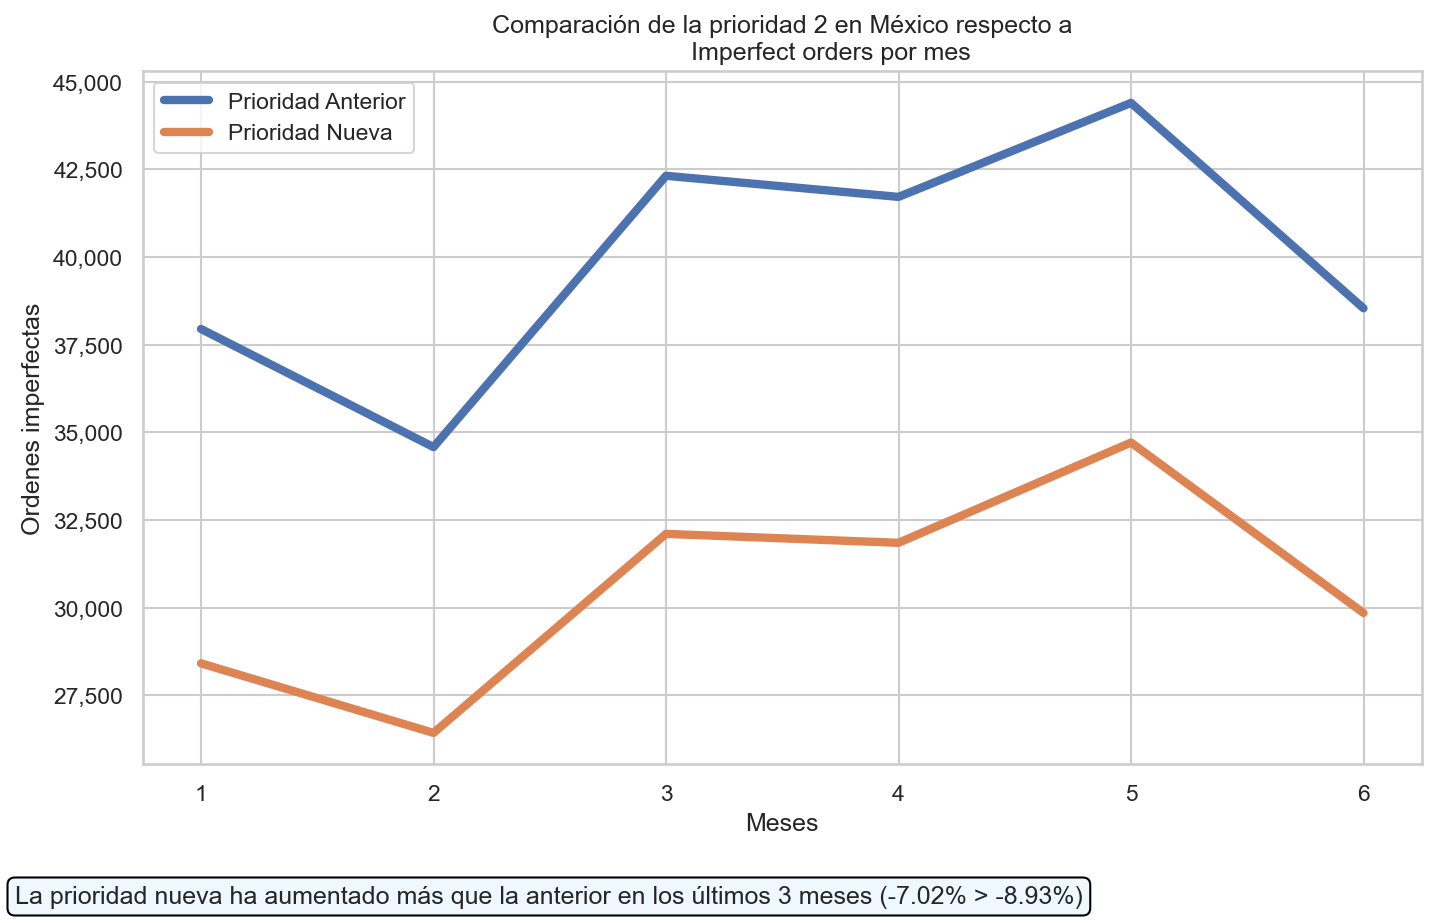 Comparación de la prioridad 2 en México respecto a
Imperfect orders por mes
45,000
42,500
40,000
37,500
35,000
32,500
30,000
27,500
Ordenes imperfectas
Prioridad Anterior
Prioridad Nueva
1 2 3 4 5 6
Meses
La prioridad nueva ha aumentado más que la anterior en los últimos 3 meses (-7.02% > -8.93%)